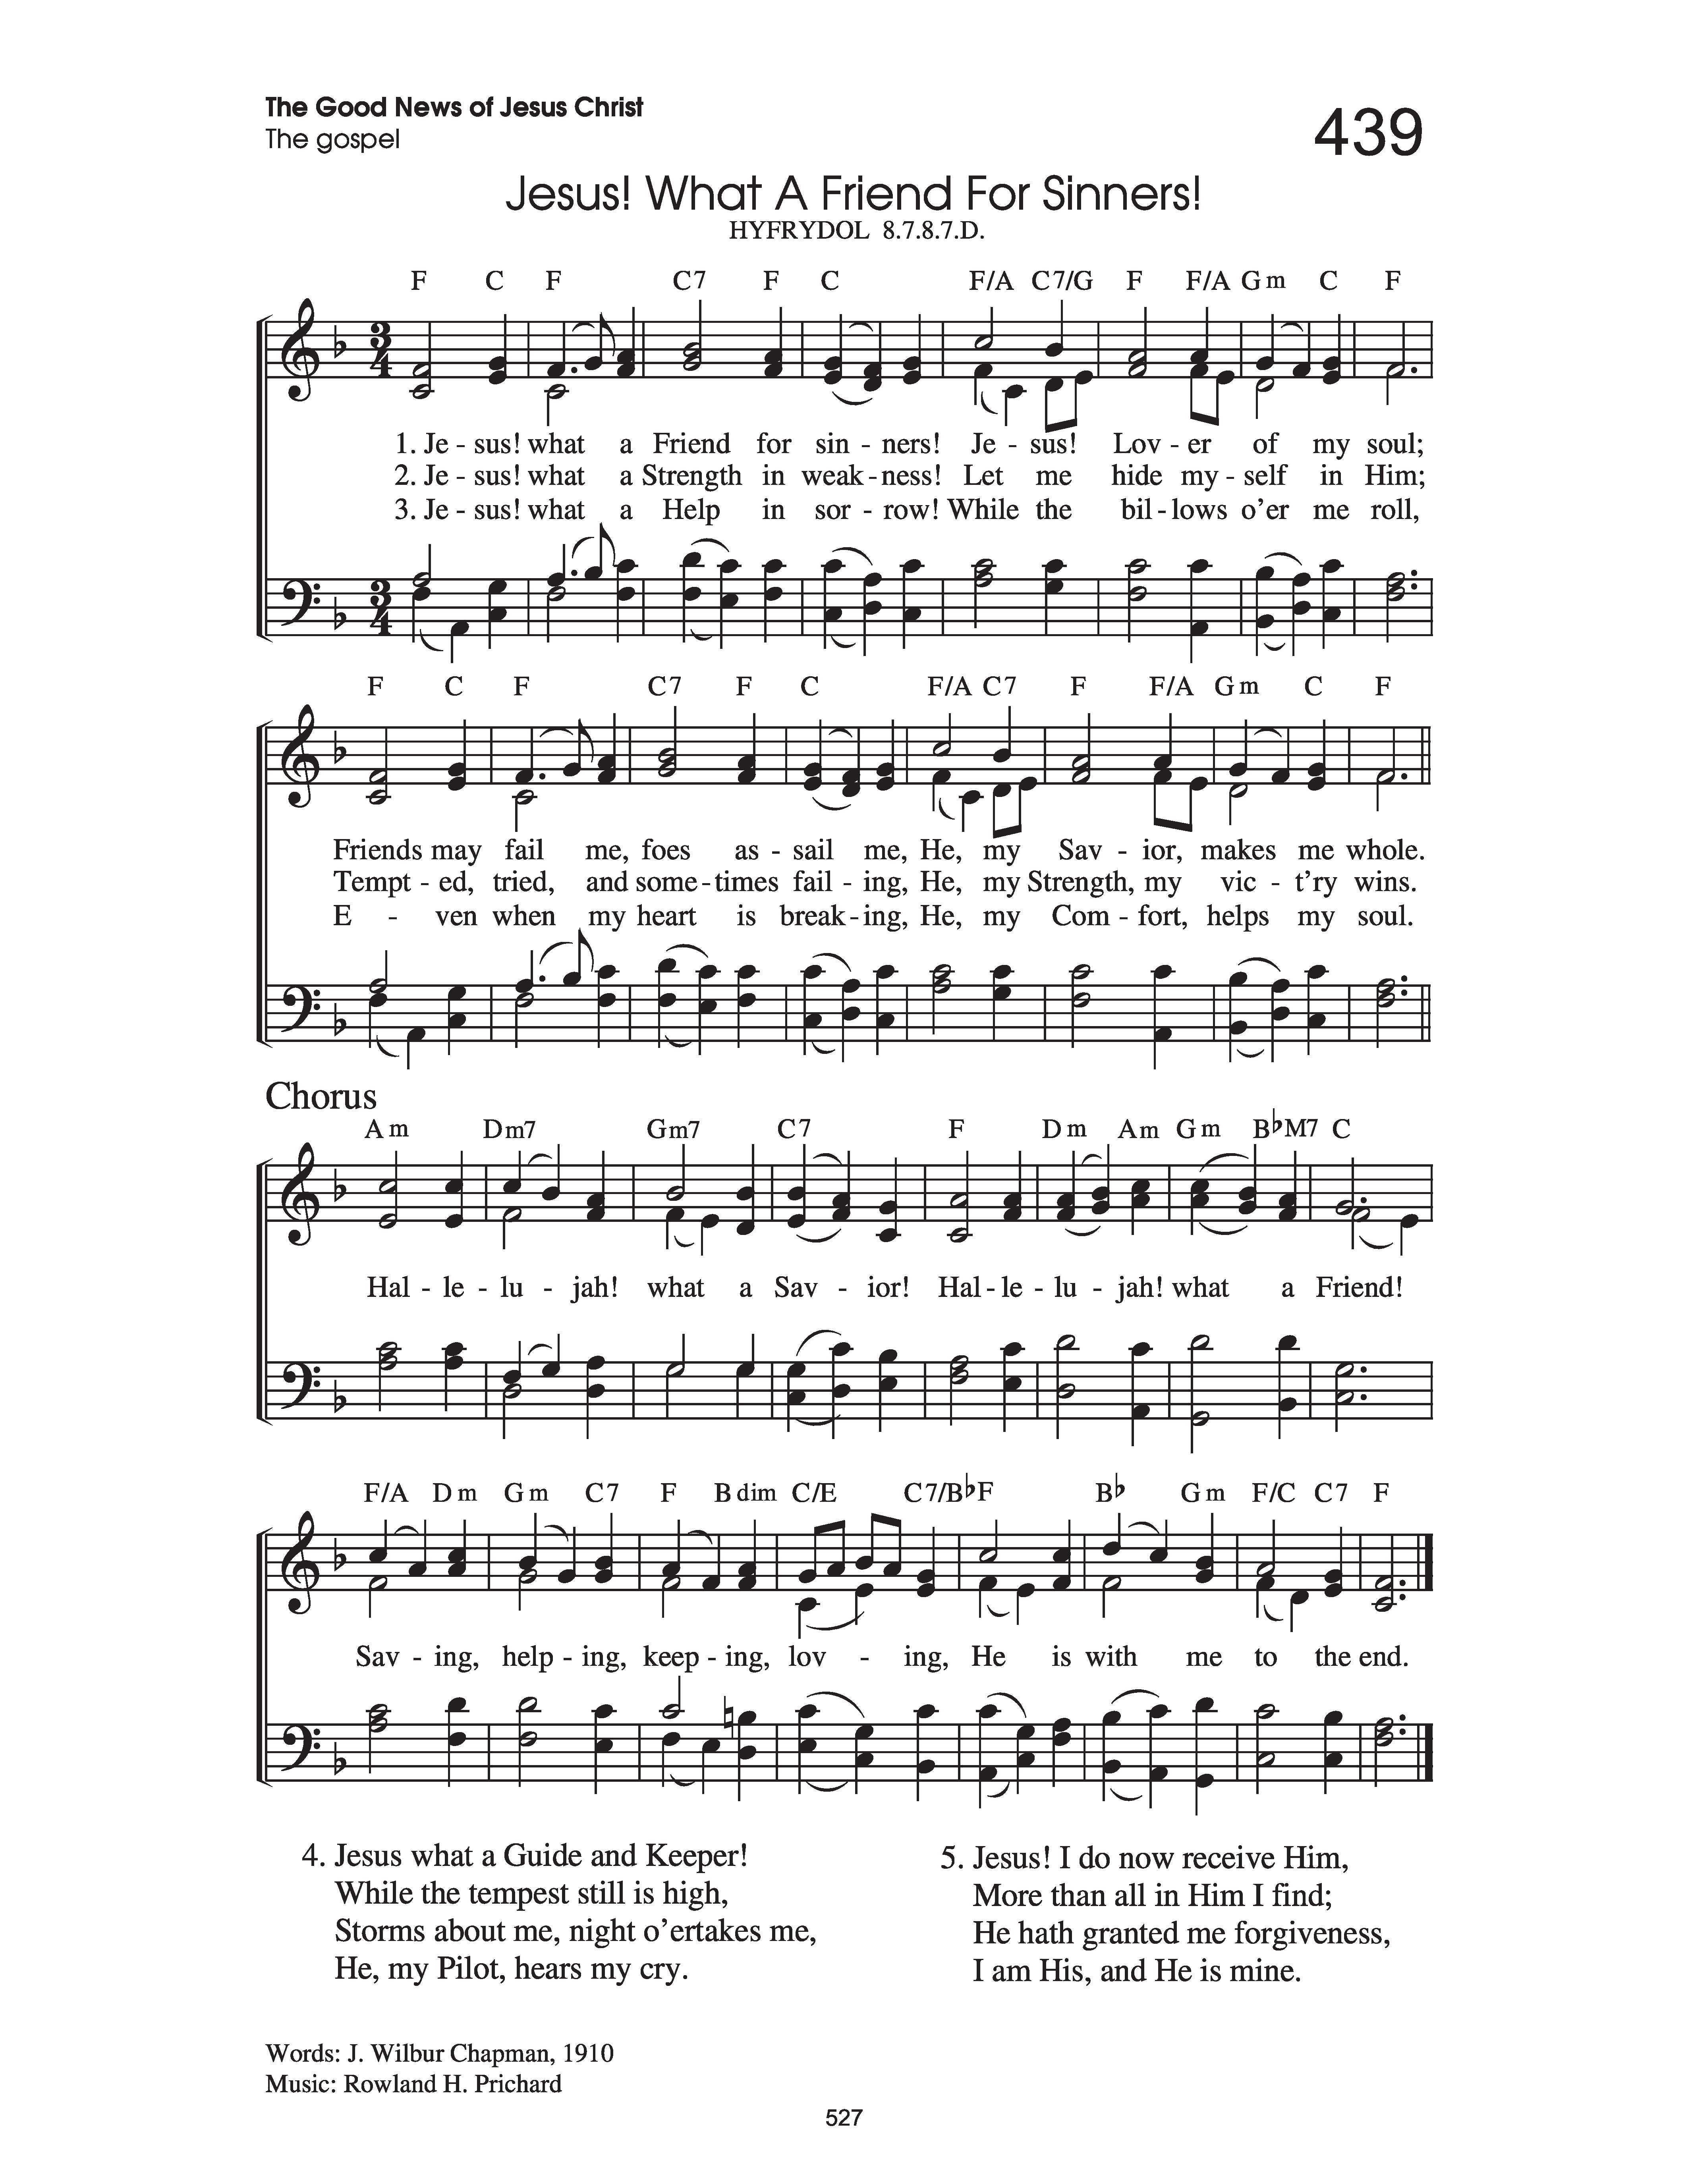 The Good News of Jesus Christ
The gospel
439
Jesus! What A Friend For Sinners!
HYFRYDOL 8.7.8.7.D.
F C F C7 F C F/A C7/G F F/A Gm C F
3 4
1. Je - sus! what a Friend for sin - ners! Je - sus! Lov - er of my soul;
2. Je - sus! what a Strength in weak - ness! Let me hide my - self in Him;
3. Je - sus! what a Help in sor - row! While the bil - lows o'er me roll,
3 4
F C F C7 F C F/A C7 F F/A Gm C F
Friends may fail me, foes as - sail me, He, my Sav - ior, makes me whole.
Tempt - ed, tried, and some - times fail - ing, He, my Strength, my vic - t'ry wins.
E - ven when my heart is break - ing, He, my Com - fort, helps my soul.
Chorus
Am Dm7 Gm7 C7 F Dm Am Gm B♭M7 C
Hal - le - lu - jah! what a Sav - ior! Hal - le - lu - jah! what a Friend!
F/A Dm Gm C7 F Bdim C/E C7/B♭ F B♭ Gm F/C C7 F
Sav - ing, help - ing, keep - ing, lov - ing, He is with me to the end.
4. Jesus what a Guide and Keeper!
While the tempest still is high,
Storms about me, night o'ertakes me,
He, my Pilot, hears my cry.
5. Jesus! I do now receive Him,
More than all in Him I find;
He hath granted me forgiveness,
I am His, and He is mine.
Words: J. Wilbur Chapman, 1910
Music: Rowland H. Prichard
527